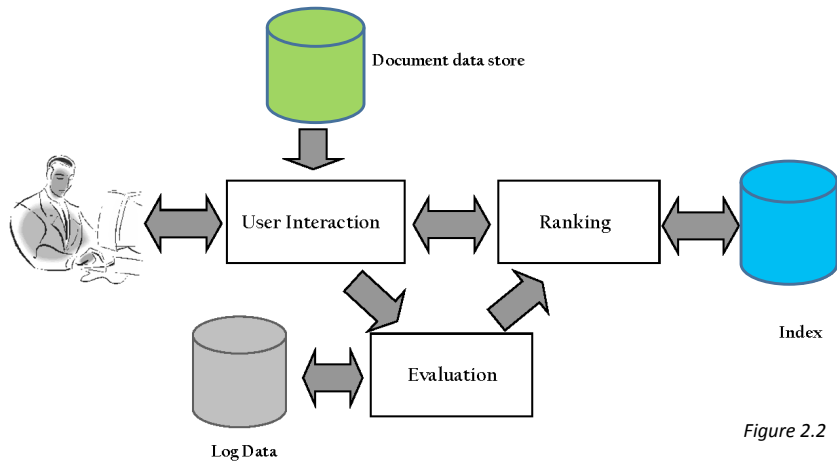 Document data store
User Interaction
Ranking
Index
Evaluation
Log Data
Figure 2.2